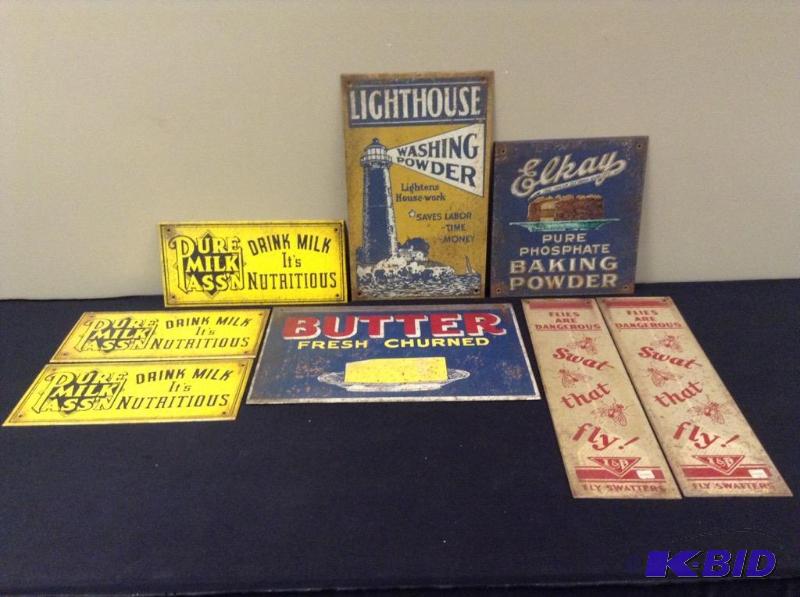 LIGHTHOUSE
WASHING
POWDER
Lightens
House-work
SAVES LABOR
-TIME
-MONEY
Elkay
PURE
PHOSPHATE
BAKING
POWDER
PURE
MILK
ASS'N
DRINK MILK
It's
NUTRITIOUS
PURE
MILK
ASS'N
DRINK MILK
It's
NUTRITIOUS
PURE
MILK
ASS'N
DRINK MILK
It's
NUTRITIOUS
BUTTER
FRESH CHURNED
FLIES ARE
DANGEROUS
Swat
that
fly!
FLY SWATTERS
FLIES
ARE
DANGEROUS
Swat
that
fly!
FLY SWATTERS
K-BID